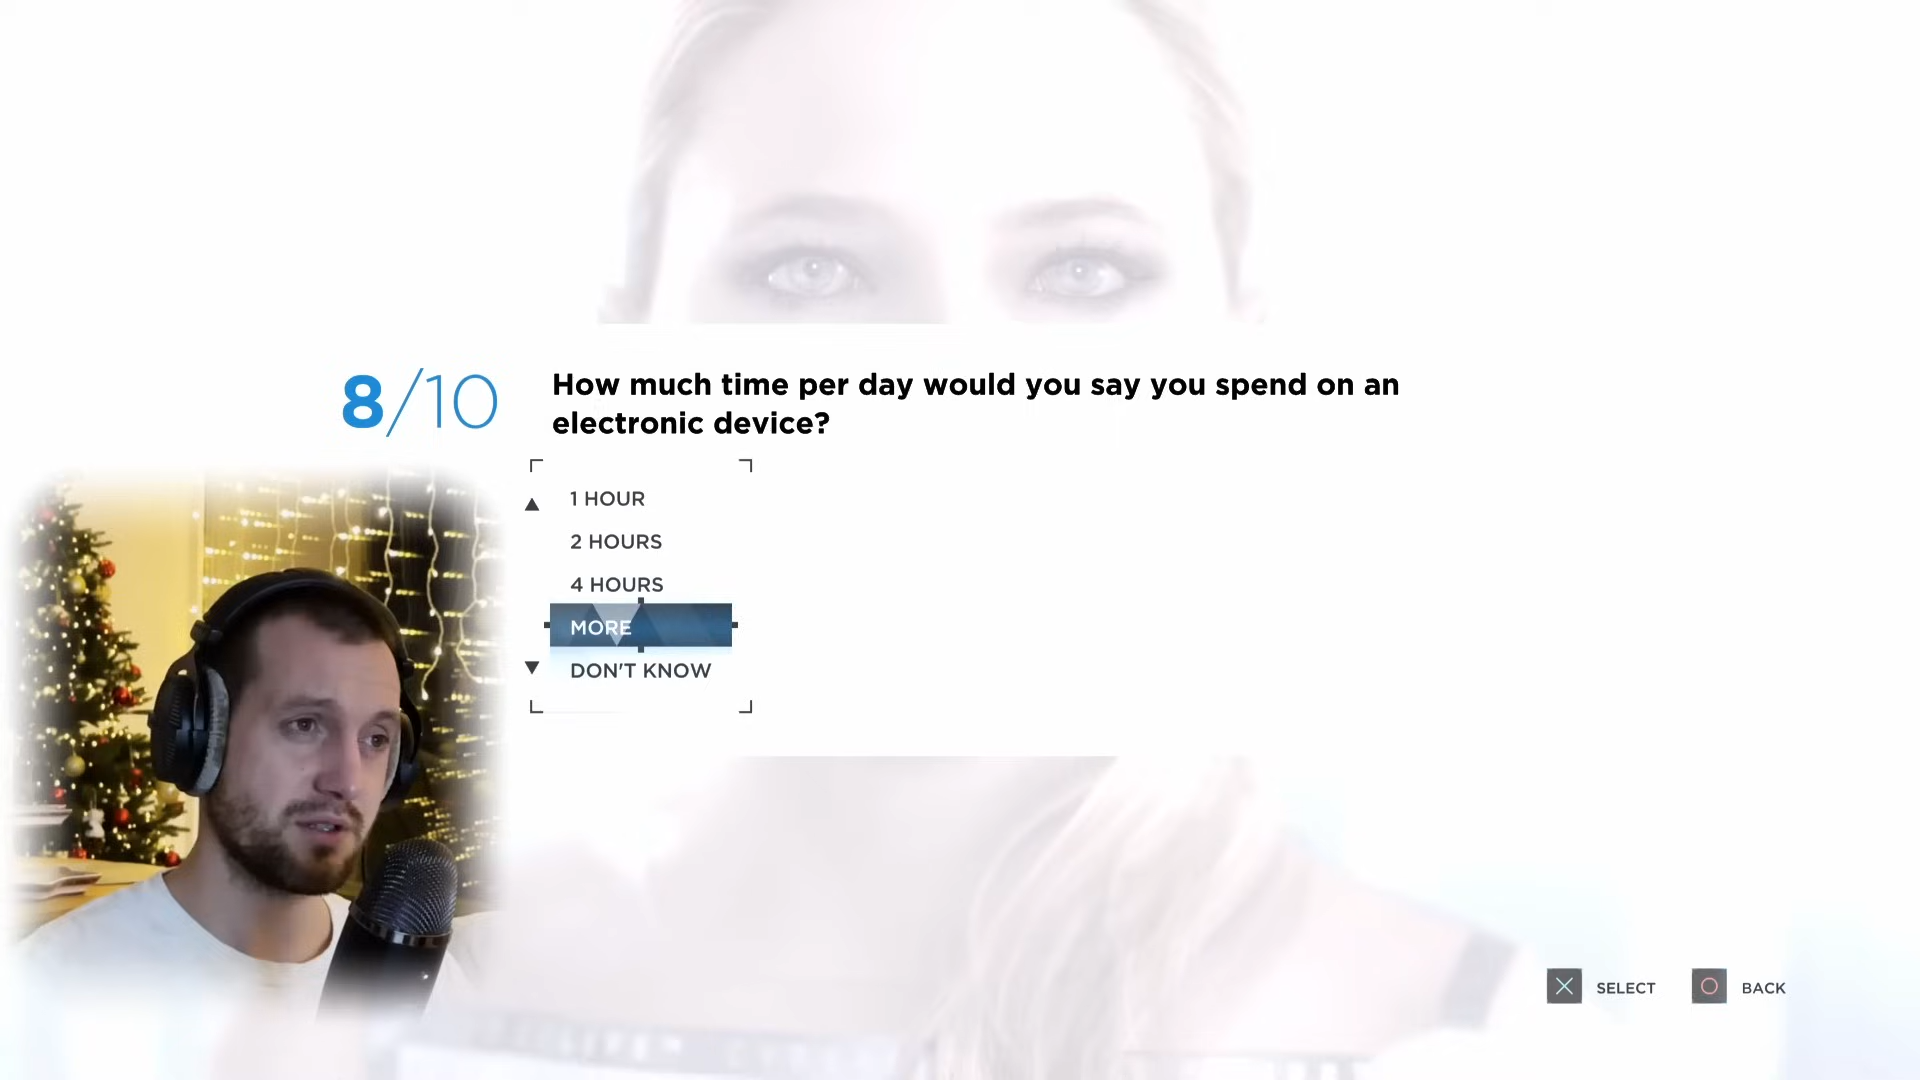 8/10
How much time per day would you say you spend on an
electronic device?
1 HOUR
2 HOURS
4 HOURS
MORE
DON'T KNOW
SELECT
BACK